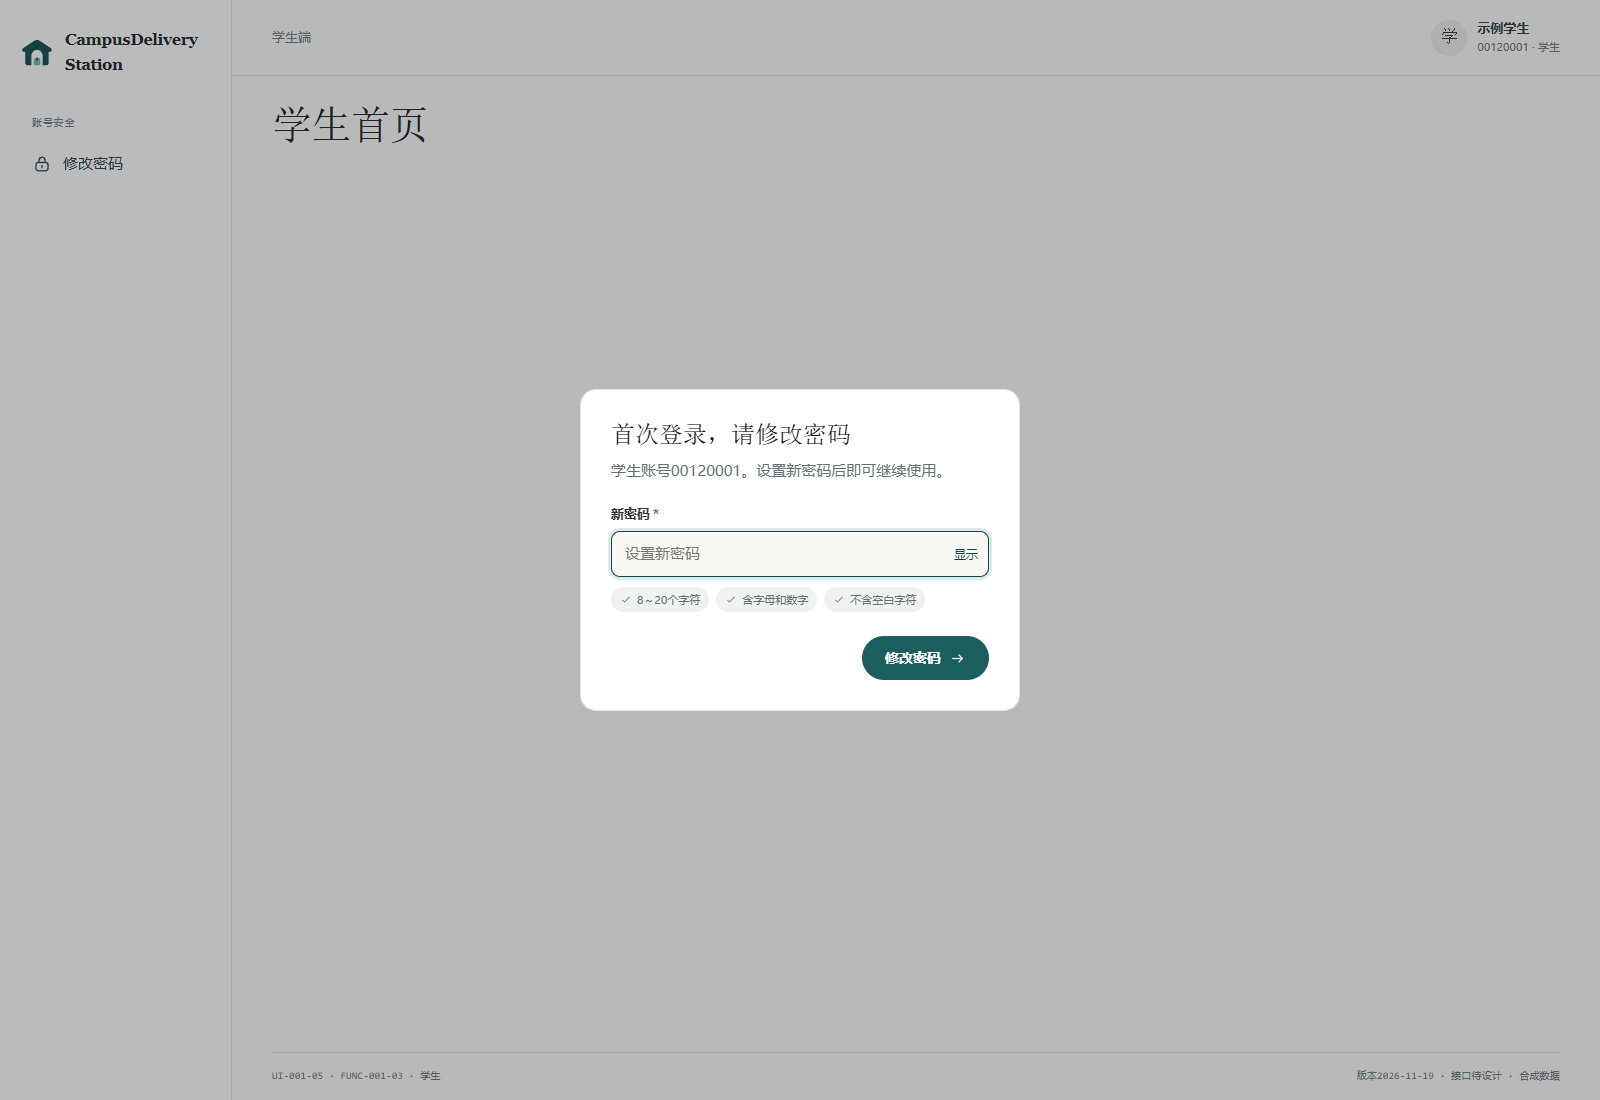 CampusDelivery
Station
账号安全
修改密码
学生端
学
示例学生
00120001 · 学生
学生首页
首次登录，请修改密码
学生账号00120001。设置新密码后即可继续使用。
新密码 *
设置新密码
显示
8～20个字符
含字母和数字
不含空白字符
修改密码 →
UI-001-05 · FUNC-001-03 · 学生
版本2026-11-19 · 接口待设计 · 合成数据